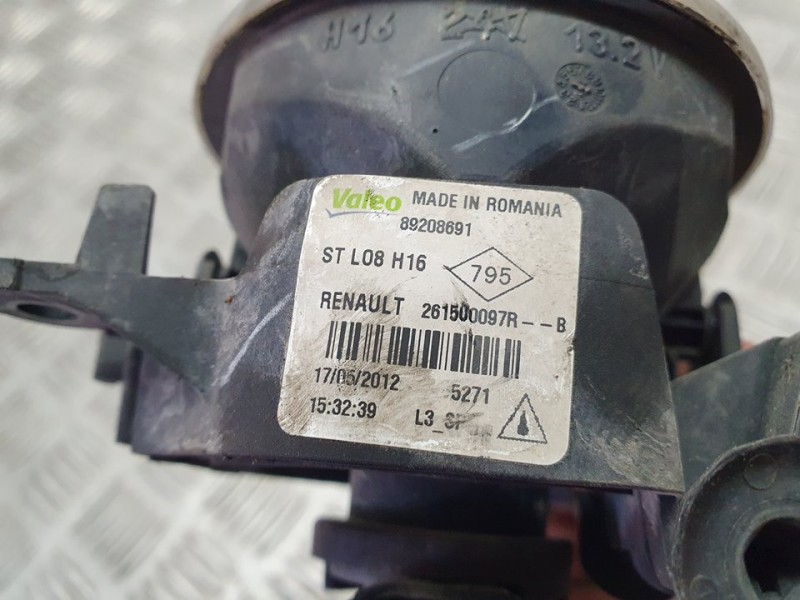 H16 24W 13.2V
Valeo MADE IN ROMANIA
89208691
ST L08 H16 795
RENAULT 261500097R--B
17/05/2012 5271
15:32:39